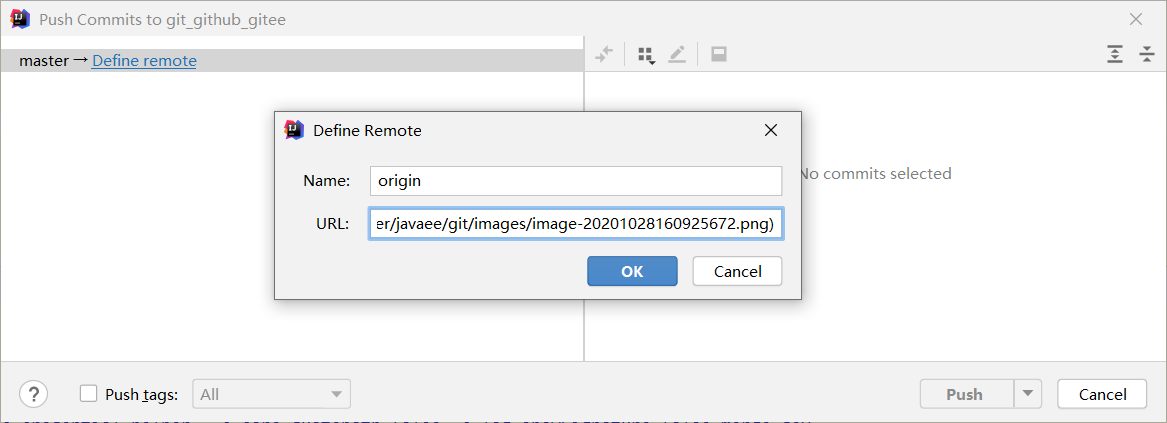 Push Commits to git_github_gitee
master → Define remote
Define Remote
Name: origin
URL: er/javaee/git/images/image-20201028160925672.png)
OK
Cancel
No commits selected
?
Push tags: All
Push
Cancel